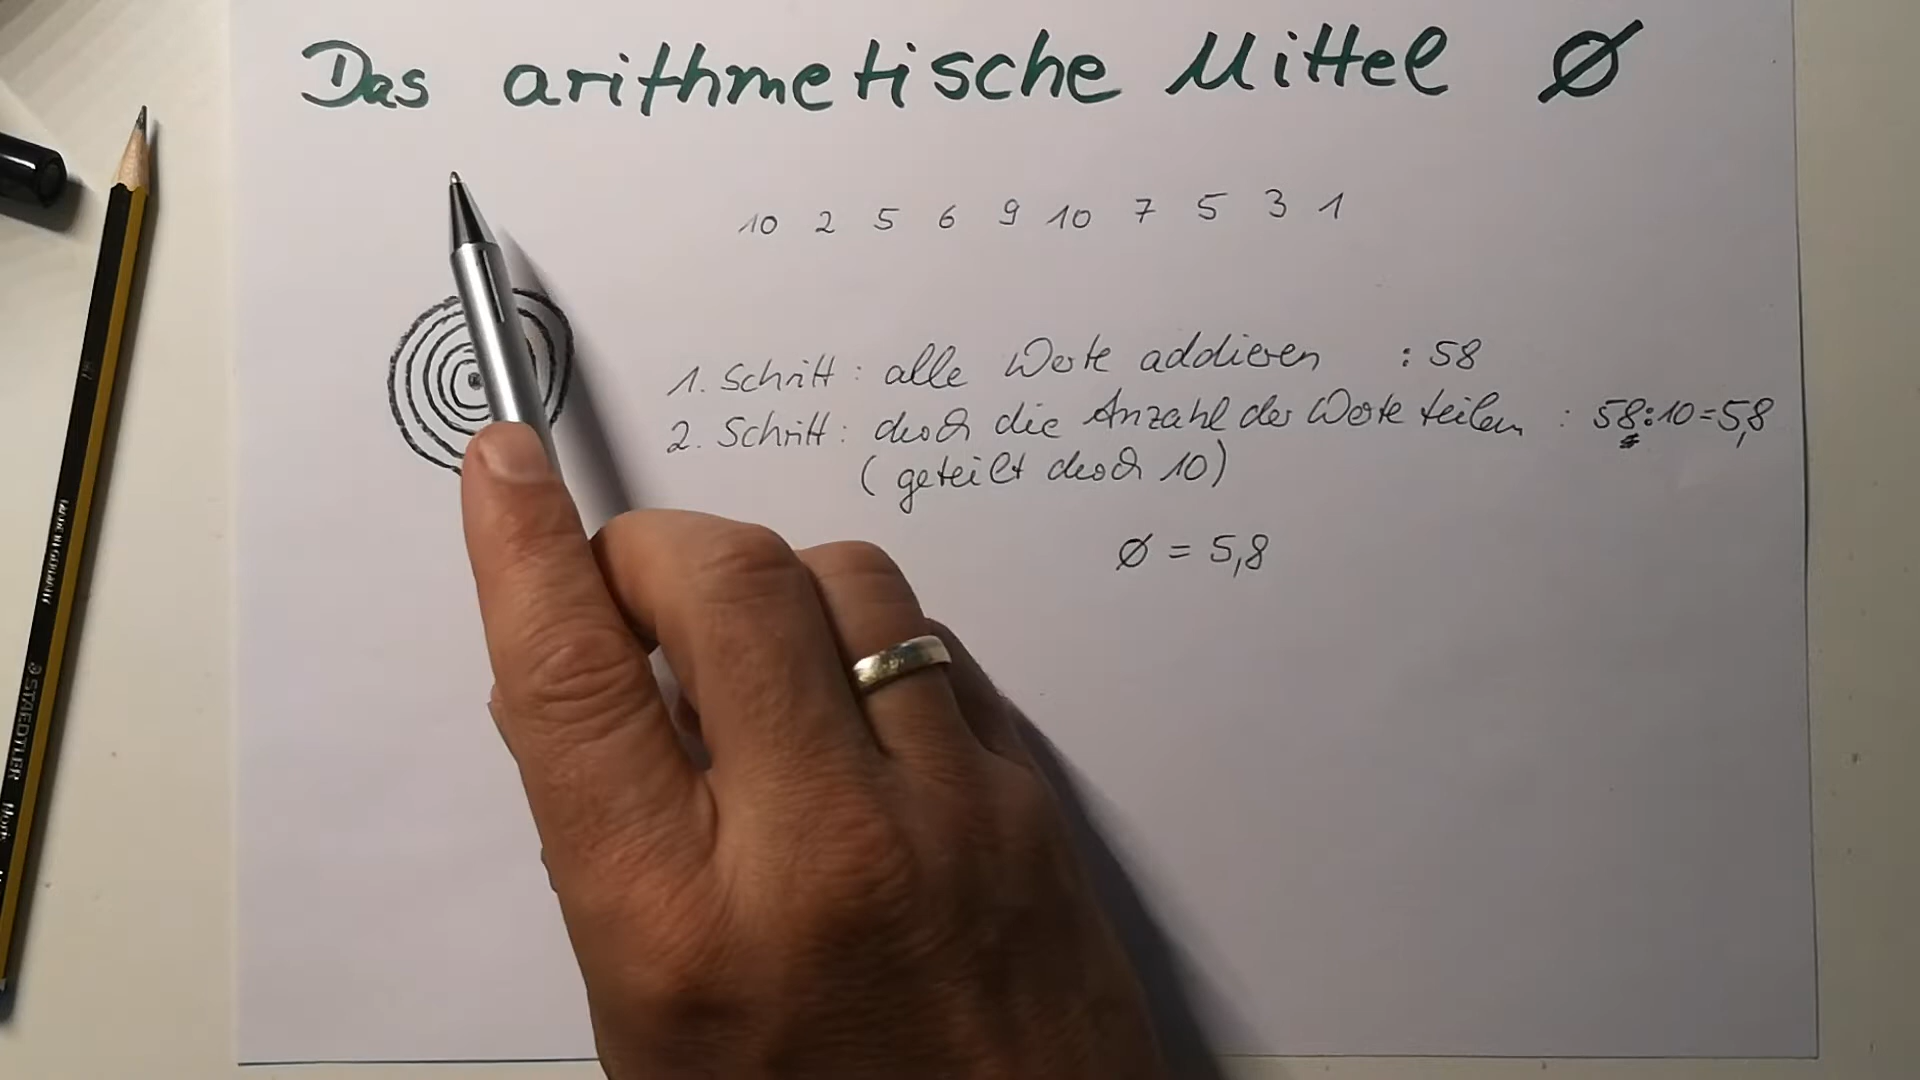 Das arithmetische Mittel Ø
10 2 5 6 9 10 7 5 3 1
1. Schritt: alle Werte addieren : 58
2. Schritt: durch die Anzahl der Werte teilen : 58:10=5,8
(geteilt durch 10)
Ø = 5,8
STAEDTLER